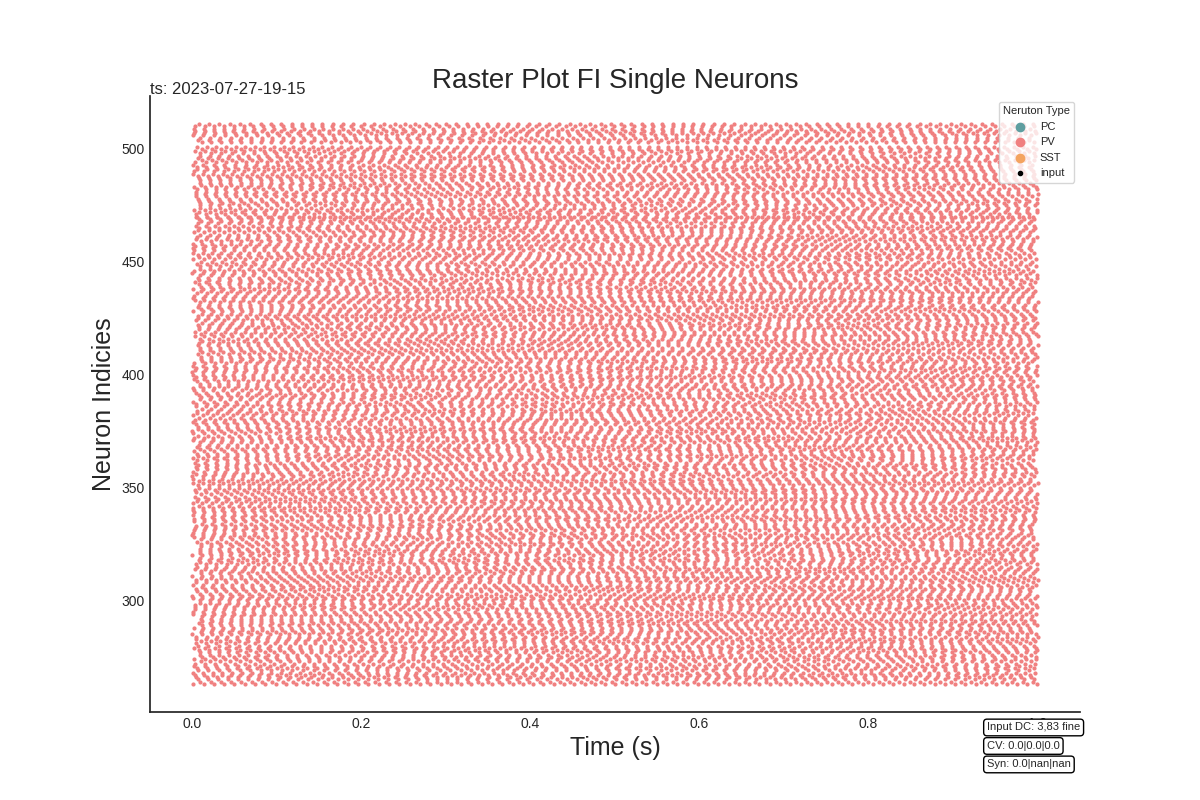 Raster Plot FI Single Neurons
ts: 2023-07-27-19-15
Neruton Type
PC
PV
SST
input
Neuron Indicies
500
450
400
350
300
0.0 0.2 0.4 0.6 0.8
Time (s)
Input DC: 3,83 fine
CV: 0.0|0.0|0.0
Syn: 0.0|nan|nan